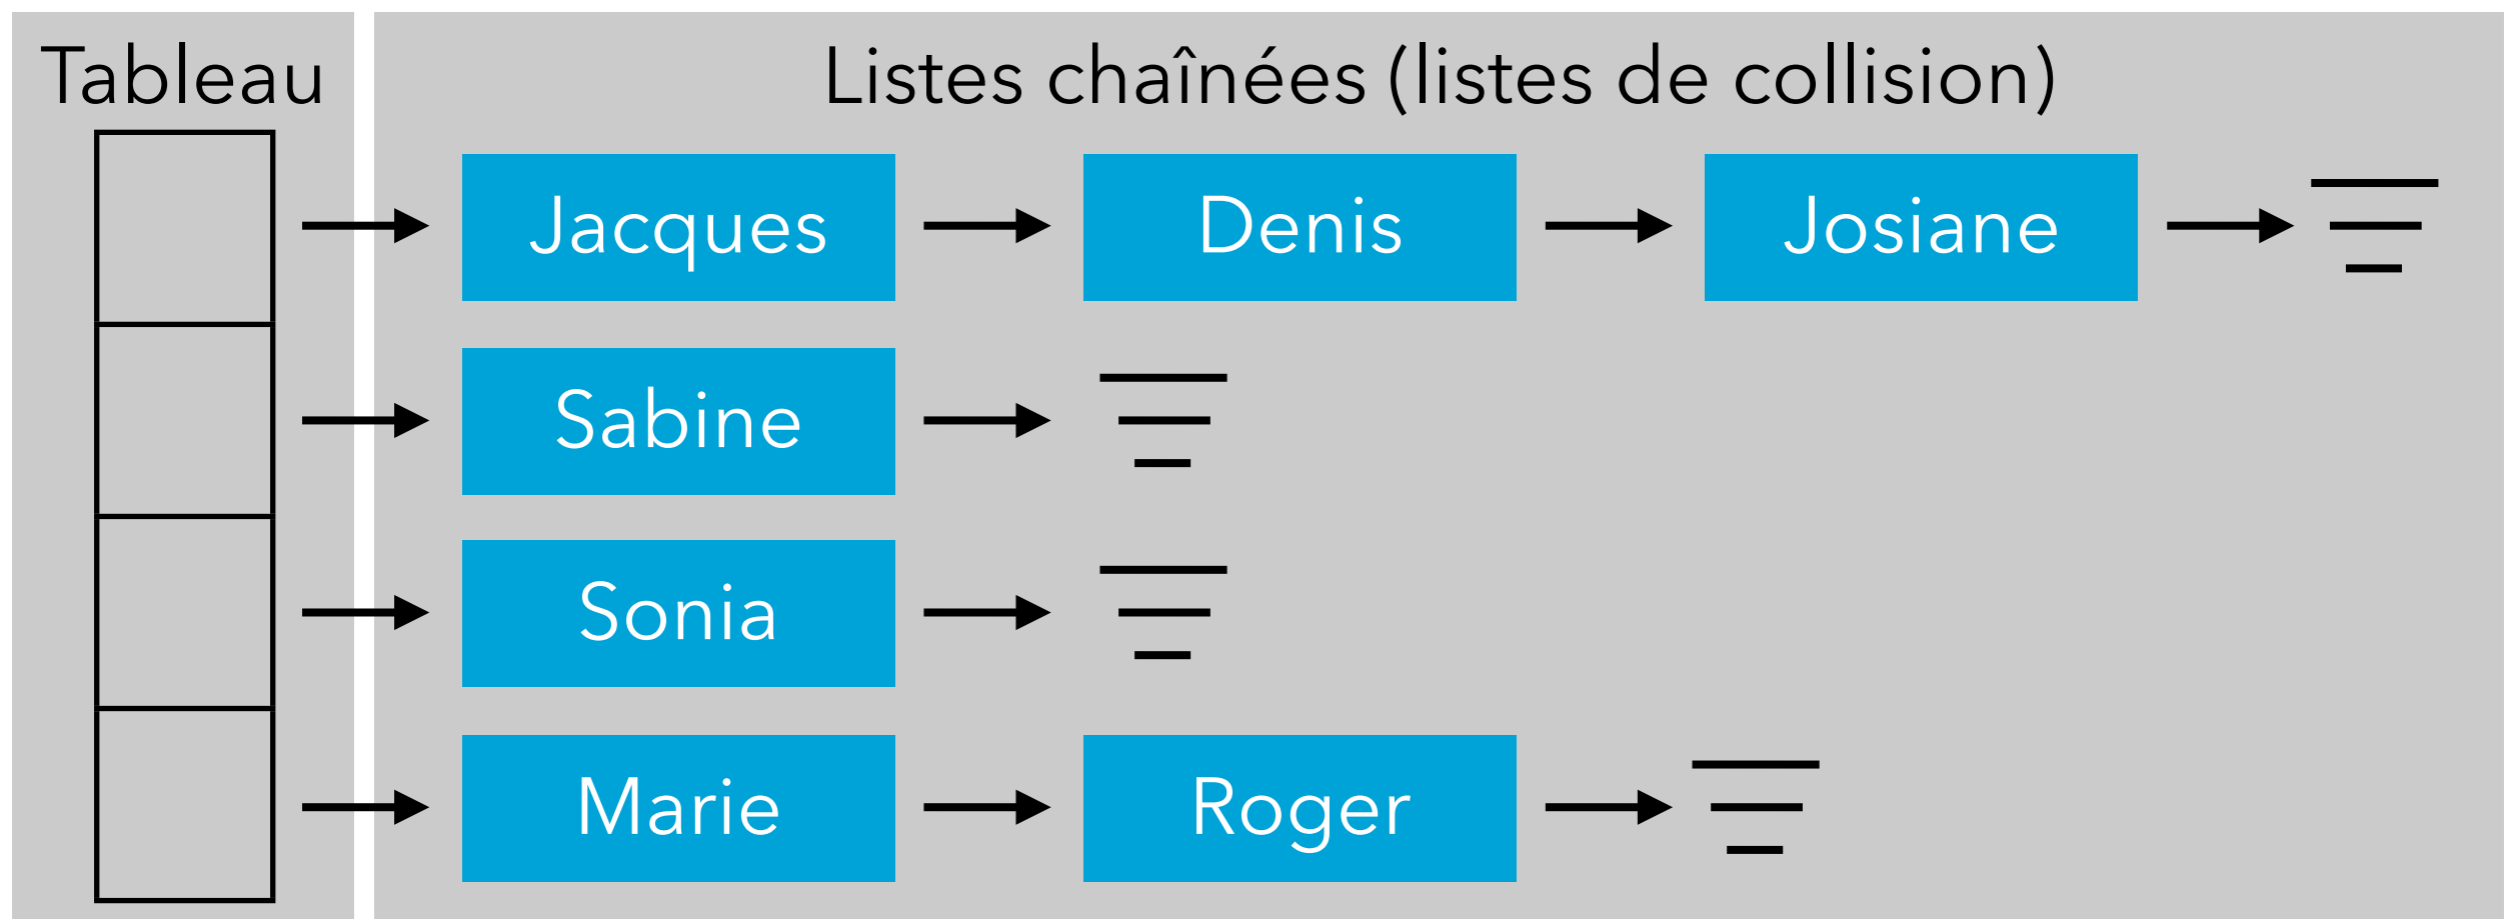 Tableau
Listes chaînées (listes de collision)
Jacques
Denis
Josiane
Sabine
Sonia
Marie
Roger